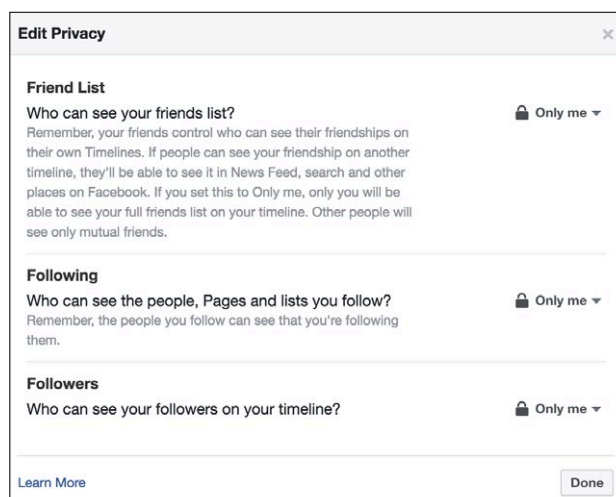 Edit Privacy
Friend List
Who can see your friends list?
Only me
Remember, your friends control who can see their friendships on
their own Timelines. If people can see your friendship on another
timeline, they'll be able to see it in News Feed, search and other
places on Facebook. If you set this to Only me, only you will be
able to see your full friends list on your timeline. Other people will
see only mutual friends.
Following
Who can see the people, Pages and lists you follow?
Only me
Remember, the people you follow can see that you're following
them.
Followers
Who can see your followers on your timeline?
Only me
Learn More
Done